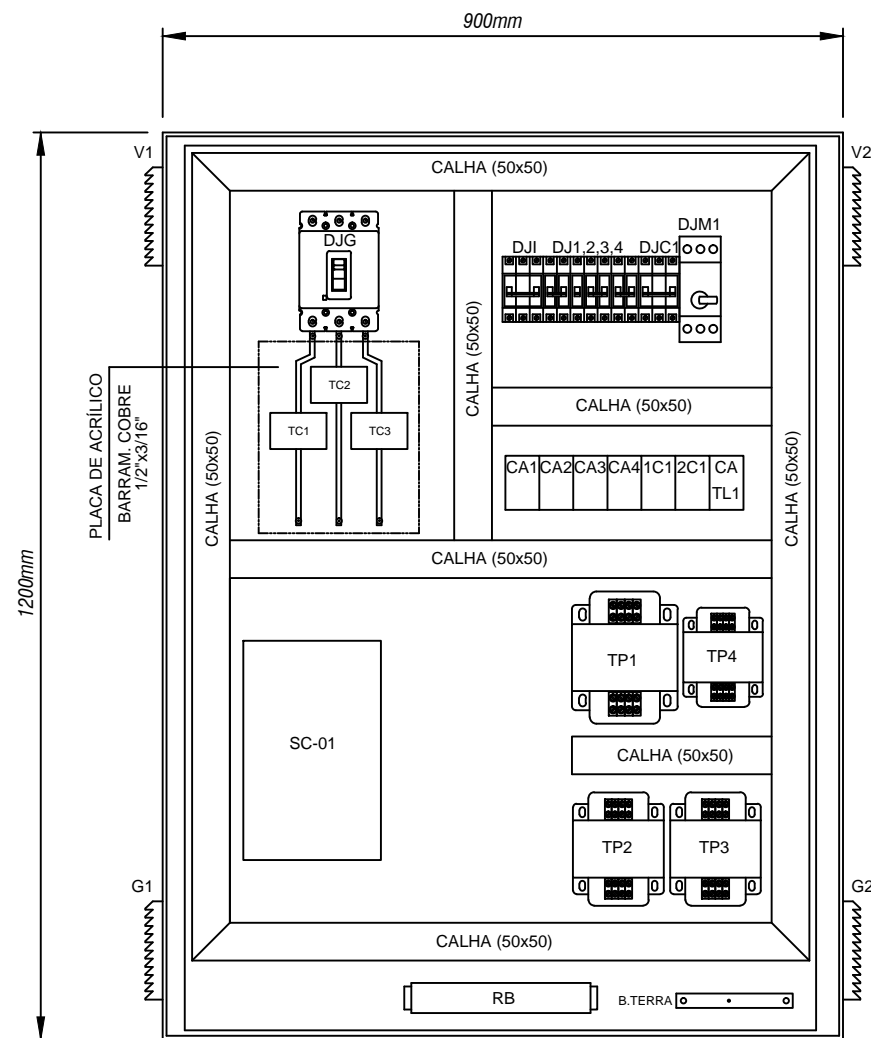 900mm
V1
V2
CALHA (50x50)
DJM1
DJG
DJI DJ1,2,3,4 DJC1
CALHA (50x50)
TC2
TC1
TC3
CALHA (50x50)
PLACA DE ACRÍLICO
BARRAM. COBRE
1/2"x3/16"
CALHA (50x50)
CA1 CA2 CA3 CA4 1C1 2C1 CA
TL1
CALHA (50x50)
CALHA (50x50)
1200mm
TP1
TP4
SC-01
CALHA (50x50)
TP2
TP3
G1
G2
CALHA (50x50)
RB
B.TERRA